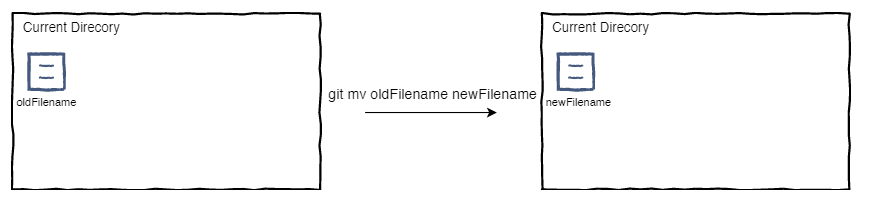 Current Direcory
oldFilename
git mv oldFilename newFilename
Current Direcory
newFilename